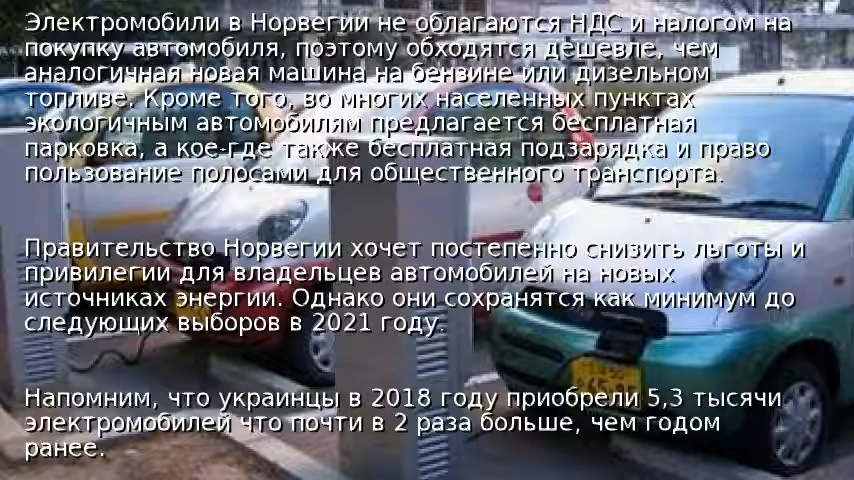 Электромобили в Норвегии не облагаются НДС и налогом на
покупку автомобиля, поэтому обходятся дешевле, чем
аналогичная новая машина на бензине или дизельном
топливе. Кроме того, во многих населенных пунктах
экологичным автомобилям предлагается бесплатная
парковка, а кое-где также бесплатная подзарядка и право
пользование полосами для общественного транспорта.
Правительство Норвегии хочет постепенно снизить льготы и
привилегии для владельцев автомобилей на новых
источниках энергии. Однако они сохранятся как минимум до
следующих выборов в 2021 году.
Напомним, что украинцы в 2018 году приобрели 5,3 тысячи
электромобилей что почти в 2 раза больше, чем годом
ранее.